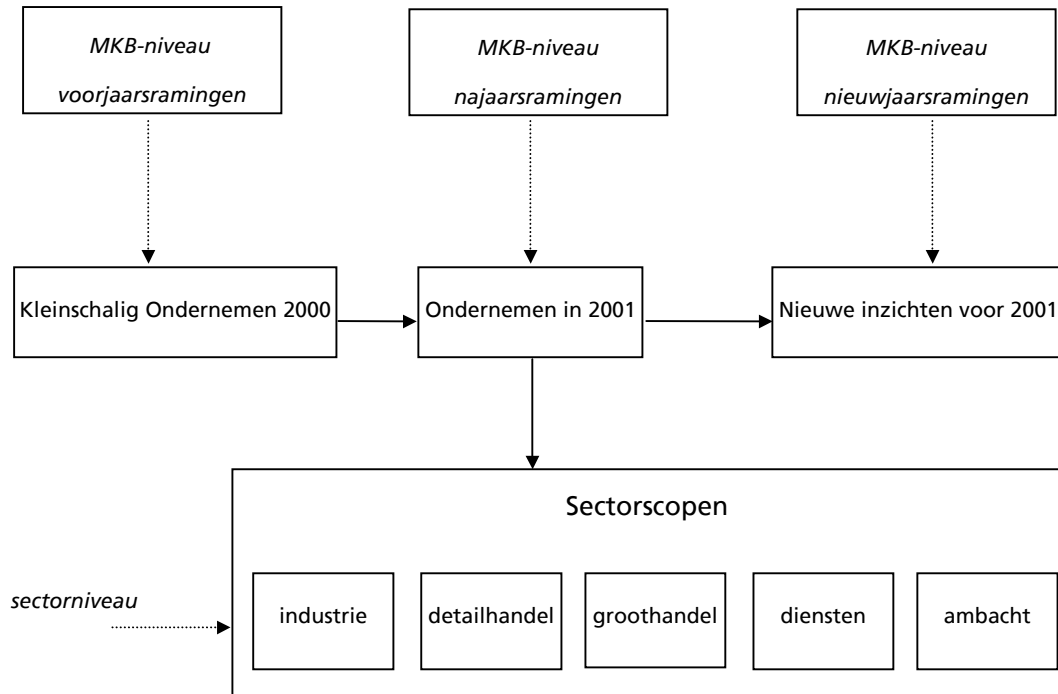 MKB-niveau
voorjaarsramingen
MKB-niveau
najaarsramingen
MKB-niveau
nieuwjaarsramingen
Kleinschalig Ondernemen 2000
Ondernemen in 2001
Nieuwe inzichten voor 2001
Sectorscopen
sectorniveau
industrie
detailhandel
groothandel
diensten
ambacht